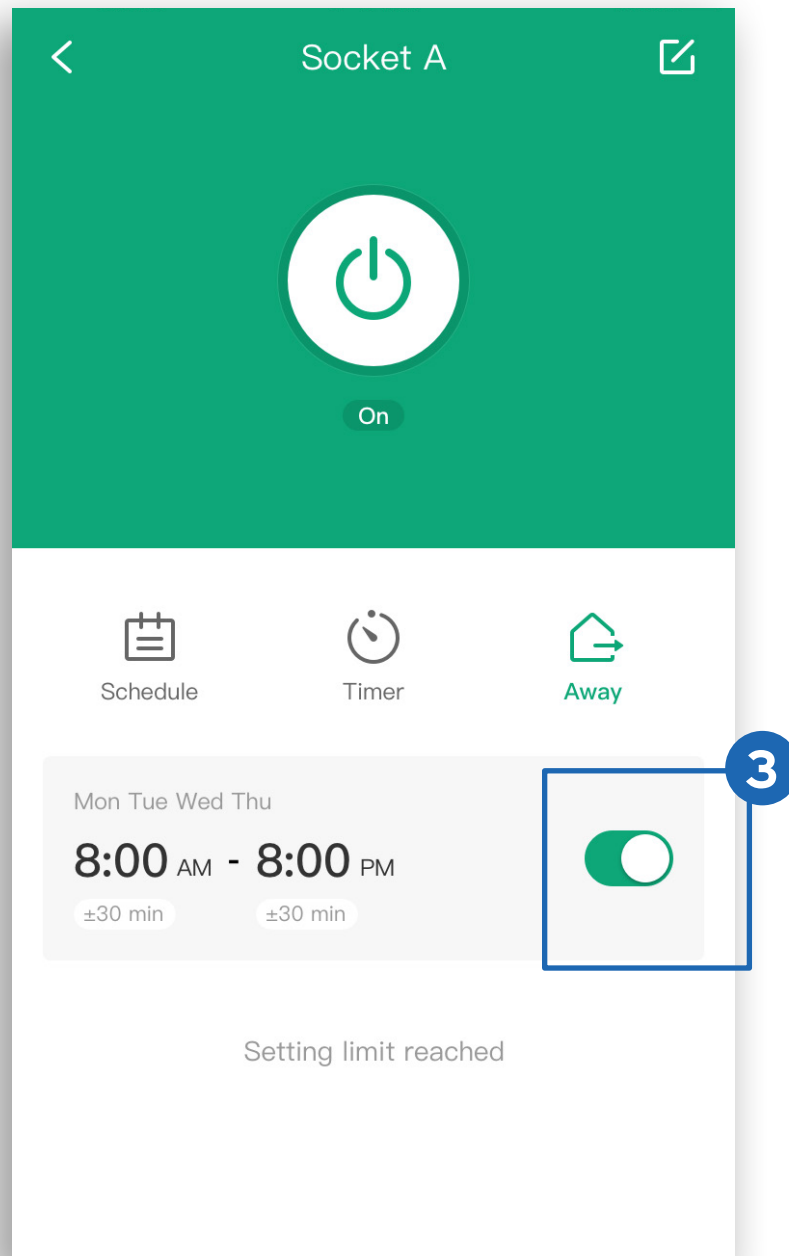 Socket A
On
Schedule Timer Away
3
Mon Tue Wed Thu
8:00 AM - 8:00 PM
±30 min ±30 min
Setting limit reached